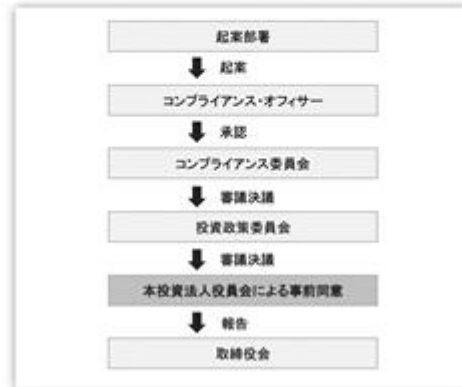 起案部署
起案
コンプライアンス・オフィサー
承認
コンプライアンス委員会
審議決議
投資政策委員会
審議決議
本投資法人役員会による事前同意
報告
取締役会